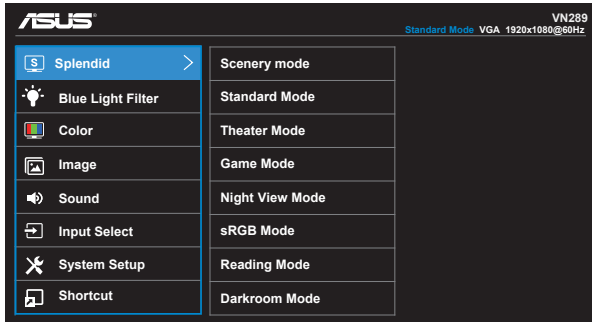 ASUS
VN289
Standard Mode VGA 1920x1080@60Hz
S Splendid
Blue Light Filter
Color
Image
Sound
Input Select
System Setup
Shortcut
Scenery mode
Standard Mode
Theater Mode
Game Mode
Night View Mode
sRGB Mode
Reading Mode
Darkroom Mode